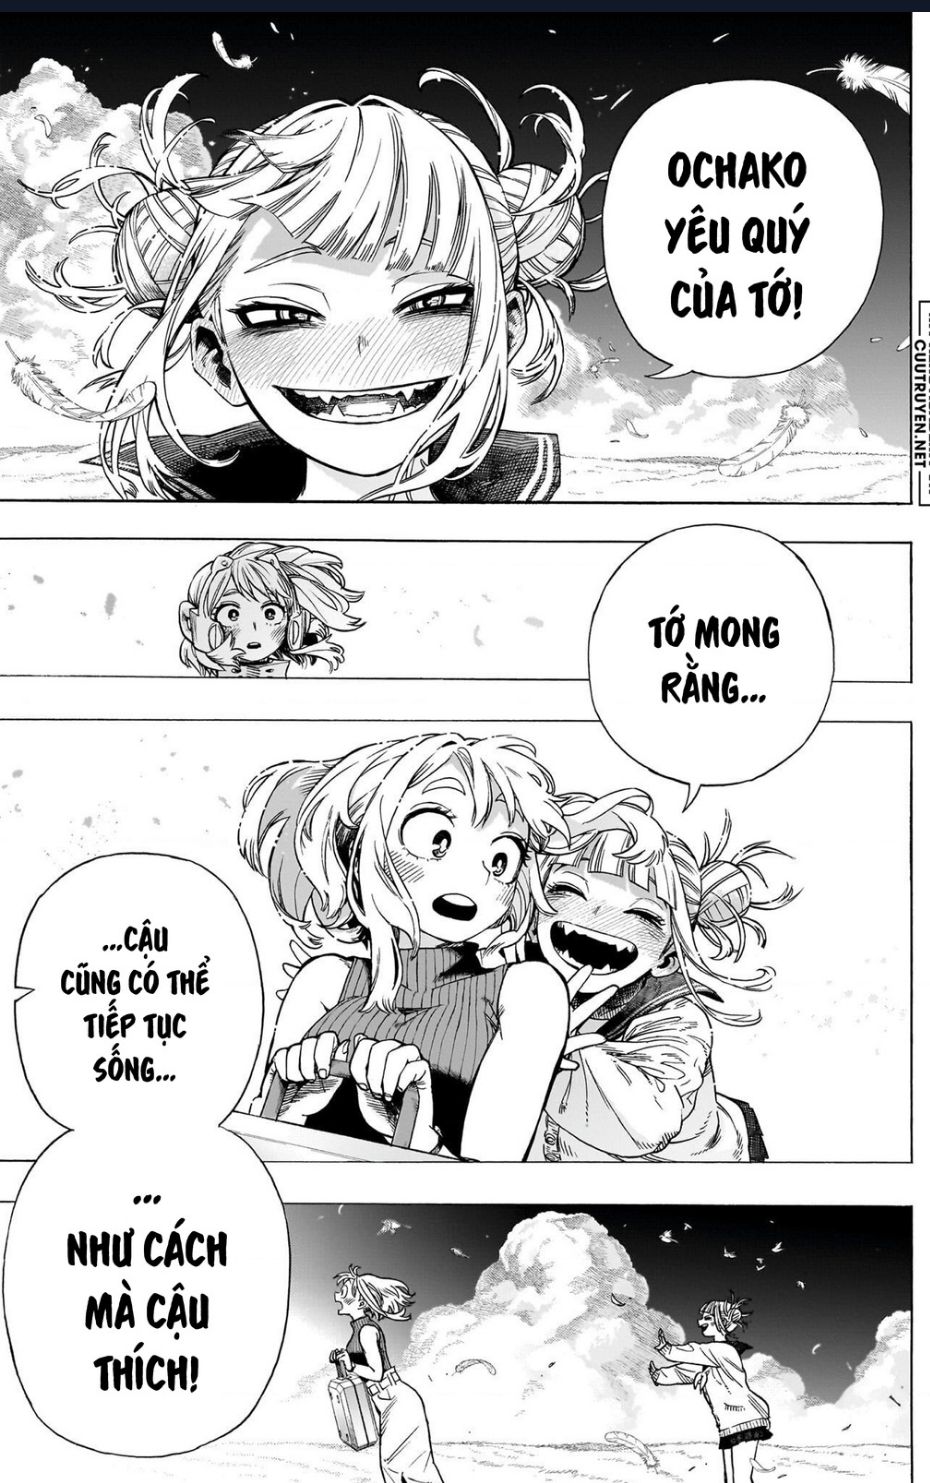 OCHAKO
YÊU QUÝ
CỦA TỚ!
CUUTRUYEN.NET
TỚ MONG
RẰNG...
...CẬU
CŨNG CÓ THỂ
TIẾP TỤC
SỐNG...
...
NHƯ CÁCH
MÀ CẬU
THÍCH!